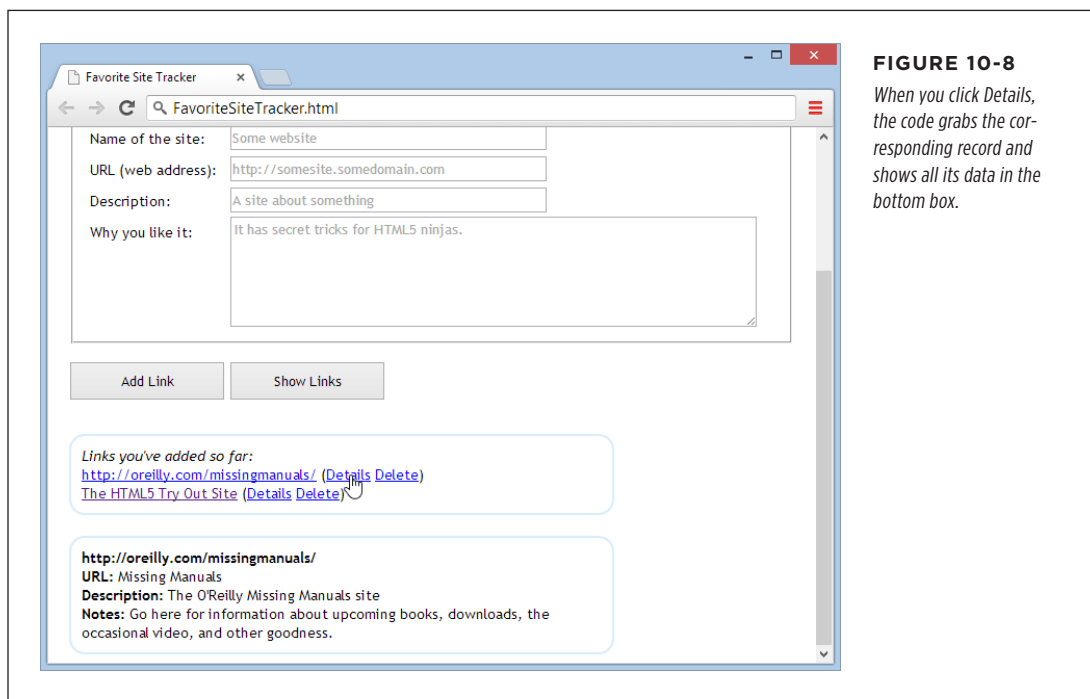 Favorite Site Tracker
FavoriteSiteTracker.html
Name of the site:
Some website
URL (web address):
http://somesite.somedomain.com
Description:
A site about something
Why you like it:
It has secret tricks for HTML5 ninjas.
Add Link
Show Links
Links you've added so far:
http://oreilly.com/missingmanuals/ (Details Delete)
The HTML5 Try Out Site (Details Delete)
http://oreilly.com/missingmanuals/
URL: Missing Manuals
Description: The O'Reilly Missing Manuals site
Notes: Go here for information about upcoming books, downloads, the
occasional video, and other goodness.
FIGURE 10-8
When you click Details,
the code grabs the cor-
responding record and
shows all its data in the
bottom box.